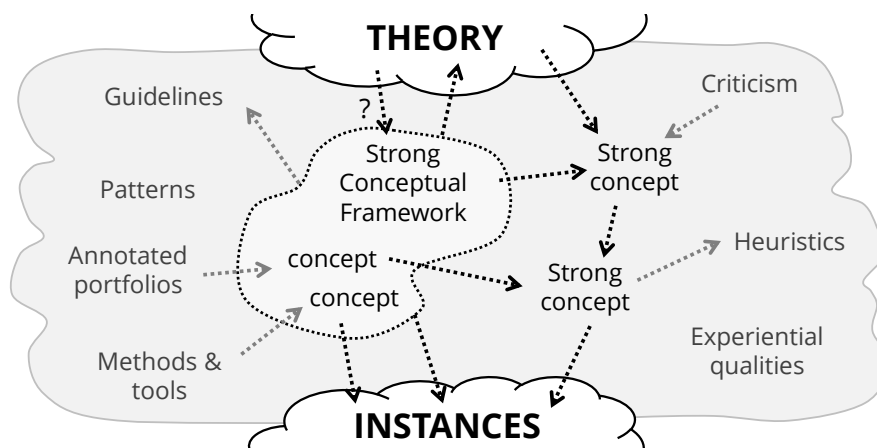 THEORY
Guidelines
Criticism
?
Strong
Conceptual
Framework
Strong
concept
Patterns
Annotated
portfolios
concept
concept
Heuristics
Strong
concept
Methods &
tools
Experiential
qualities
INSTANCES